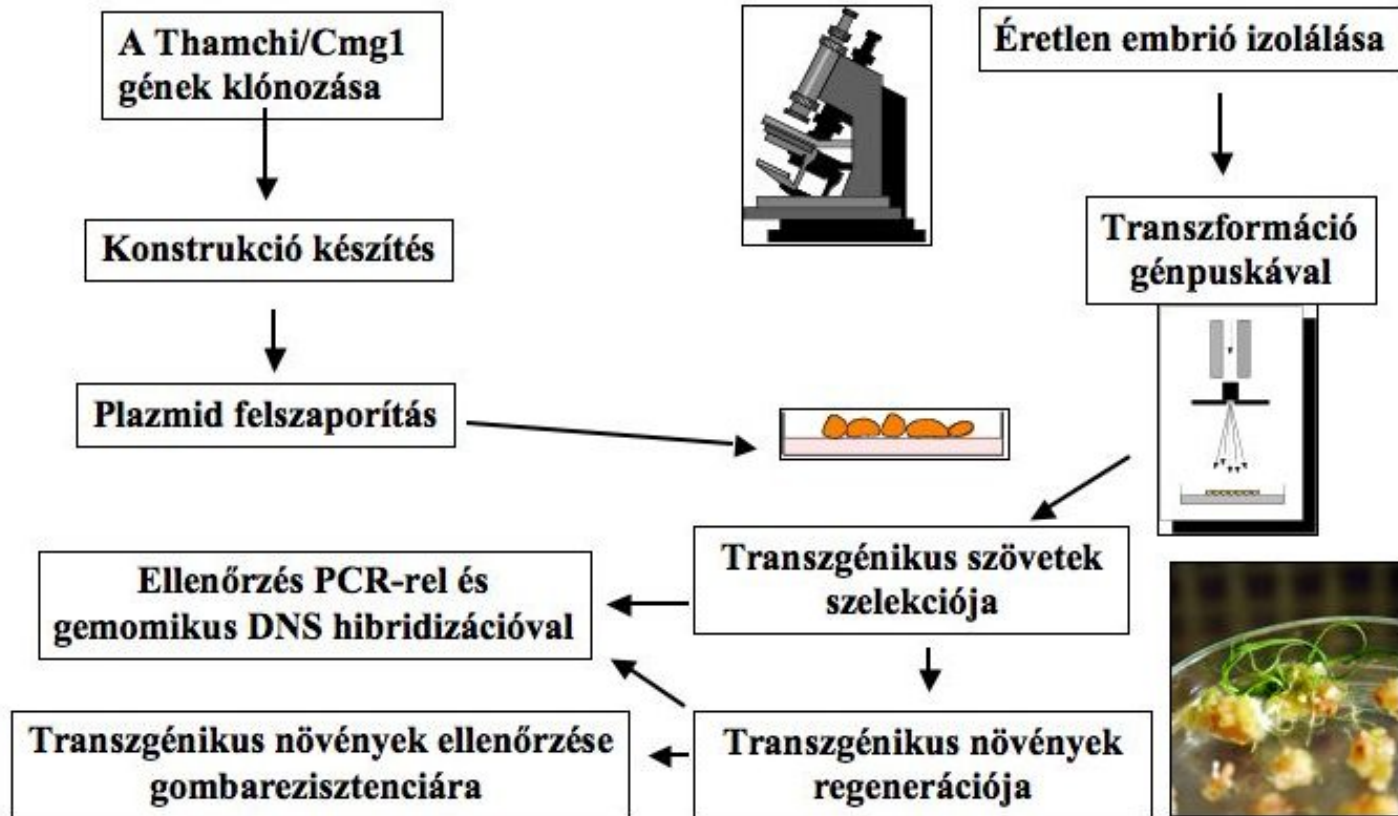 A Thamchi/Cmg1
gének klónozása
Éretlen embrió izolálása
Konstrukció készítés
Transzformáció
génpuskával
Plazmid felszaporítás
Transzgénikus szövetek
szelekciója
Ellenőrzés PCR-rel és
gemomikus DNS hibridizációval
Transzgénikus növények ellenőrzése
gombarezisztenciára
Transzgénikus növények
regenerációja